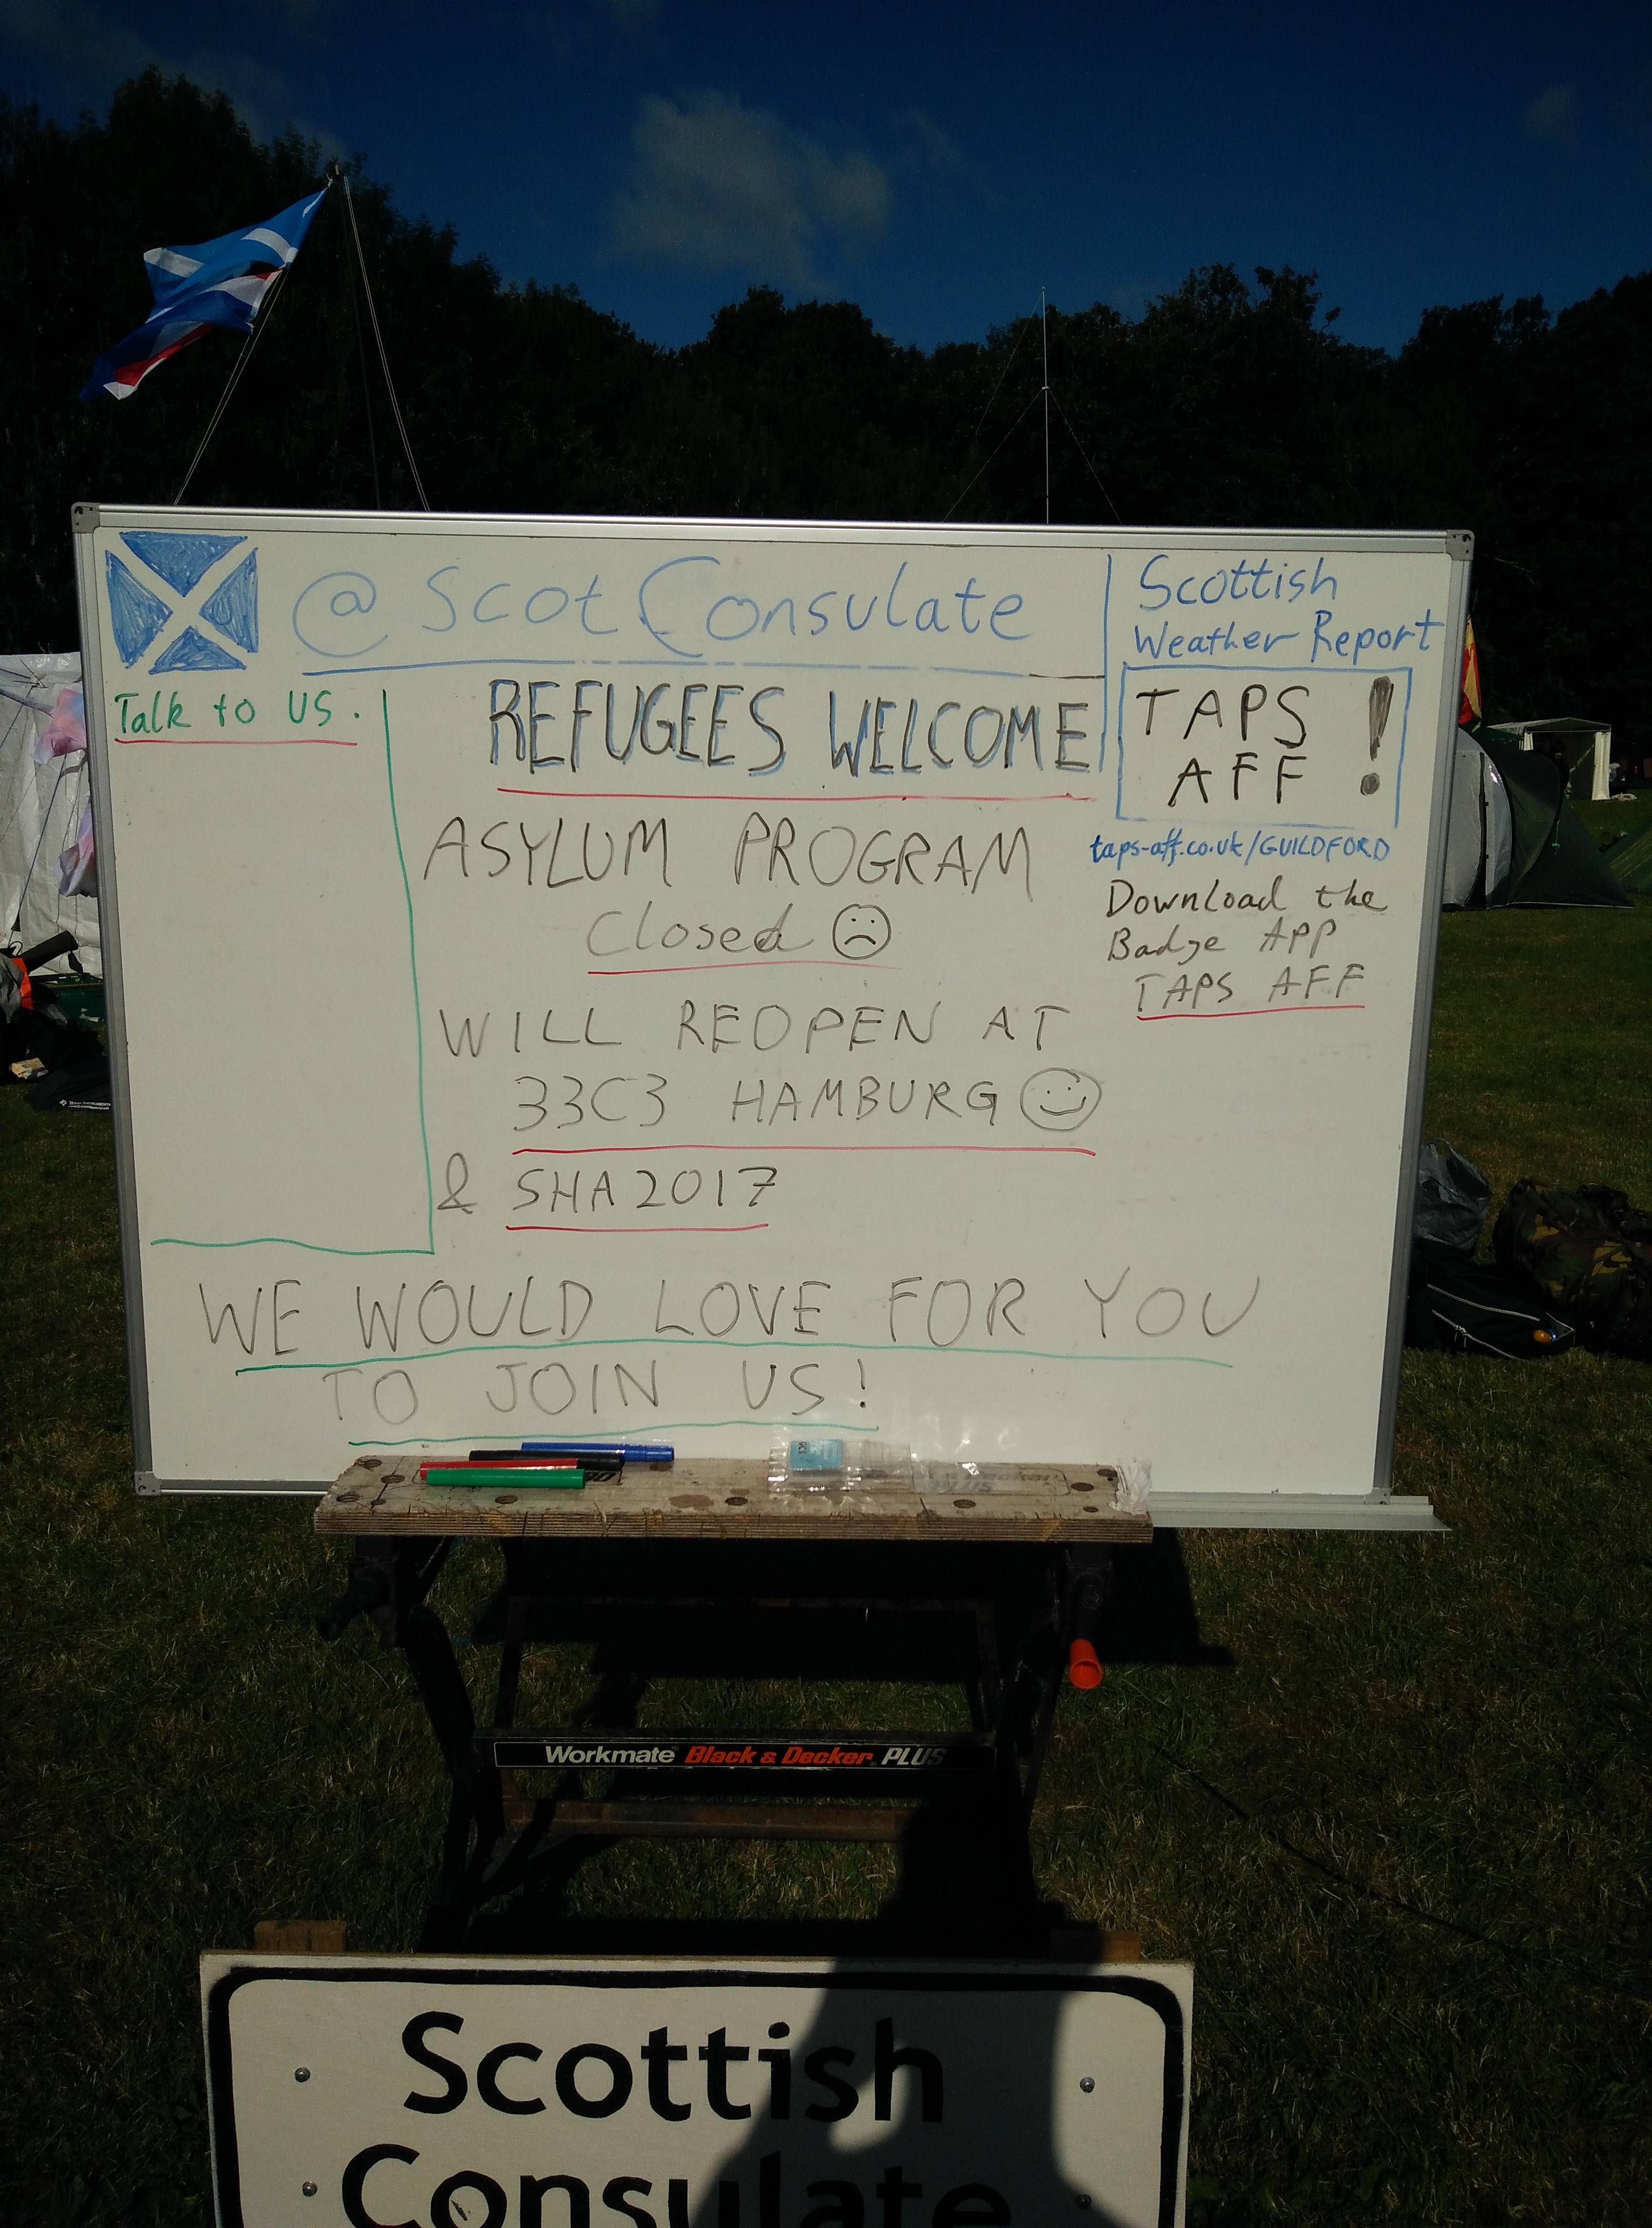 @ScotConsulate
Talk to US.
REFUGEES WELCOME
ASYLUM PROGRAM
Closed
WILL REOPEN AT
33C3 HAMBURG
& SHA2017
WE WOULD LOVE FOR YOU
TO JOIN US!
Scottish
Weather Report
TAPS
AFF !
taps-aff.co.uk/GUILDFORD
Download the
Badge APP
TAPS AFF
Workmate Black & Decker PLUS
Scottish
Consulate